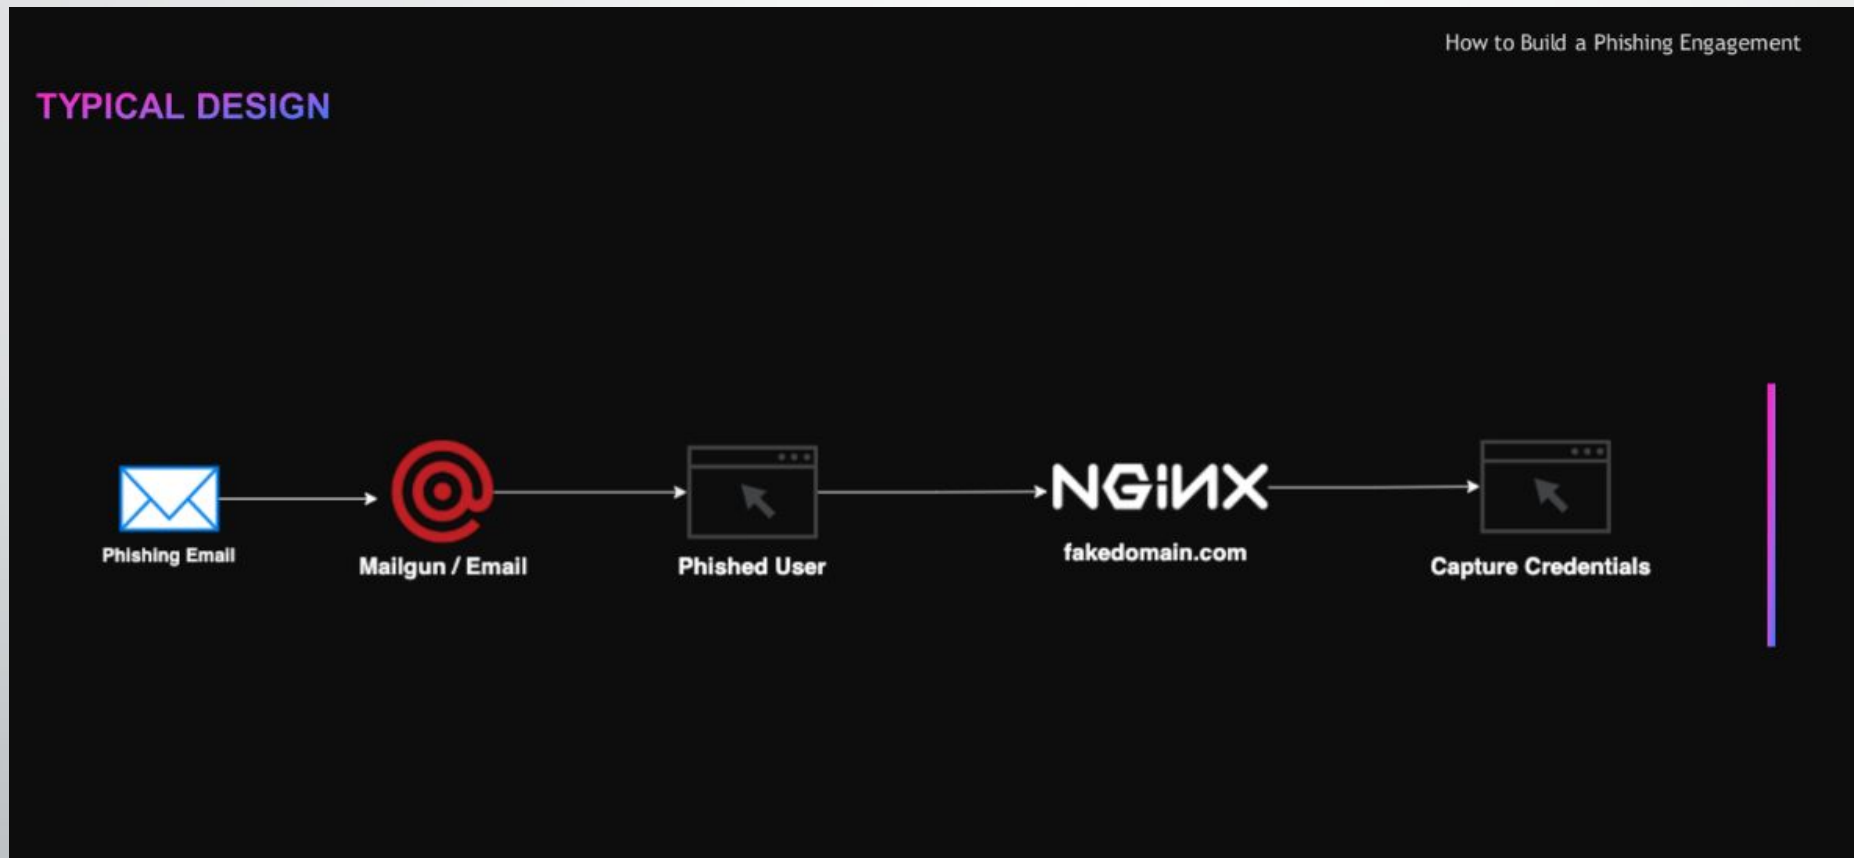 How to Build a Phishing Engagement
TYPICAL DESIGN
NGiNX
Phishing Email
Mailgun / Email
Phished User
fakedomain.com
Capture Credentials